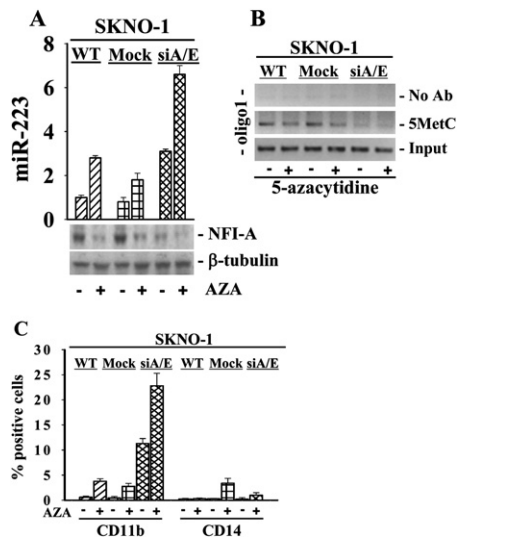 A
SKNO-1
WT Mock siA/E
miR-223
8
6
4
2
0
- NFI-A
- β-tubulin
- + - + - + AZA
B
SKNO-1
WT Mock siA/E
- oligo1 -
- No Ab
- 5MetC
- Input
- + - + - +
5-azacytidine
C
SKNO-1
WT Mock siA/E WT Mock siA/E
% positive cells
30
25
20
15
10
5
0
AZA - + - + - + - + - + - +
CD11b CD14